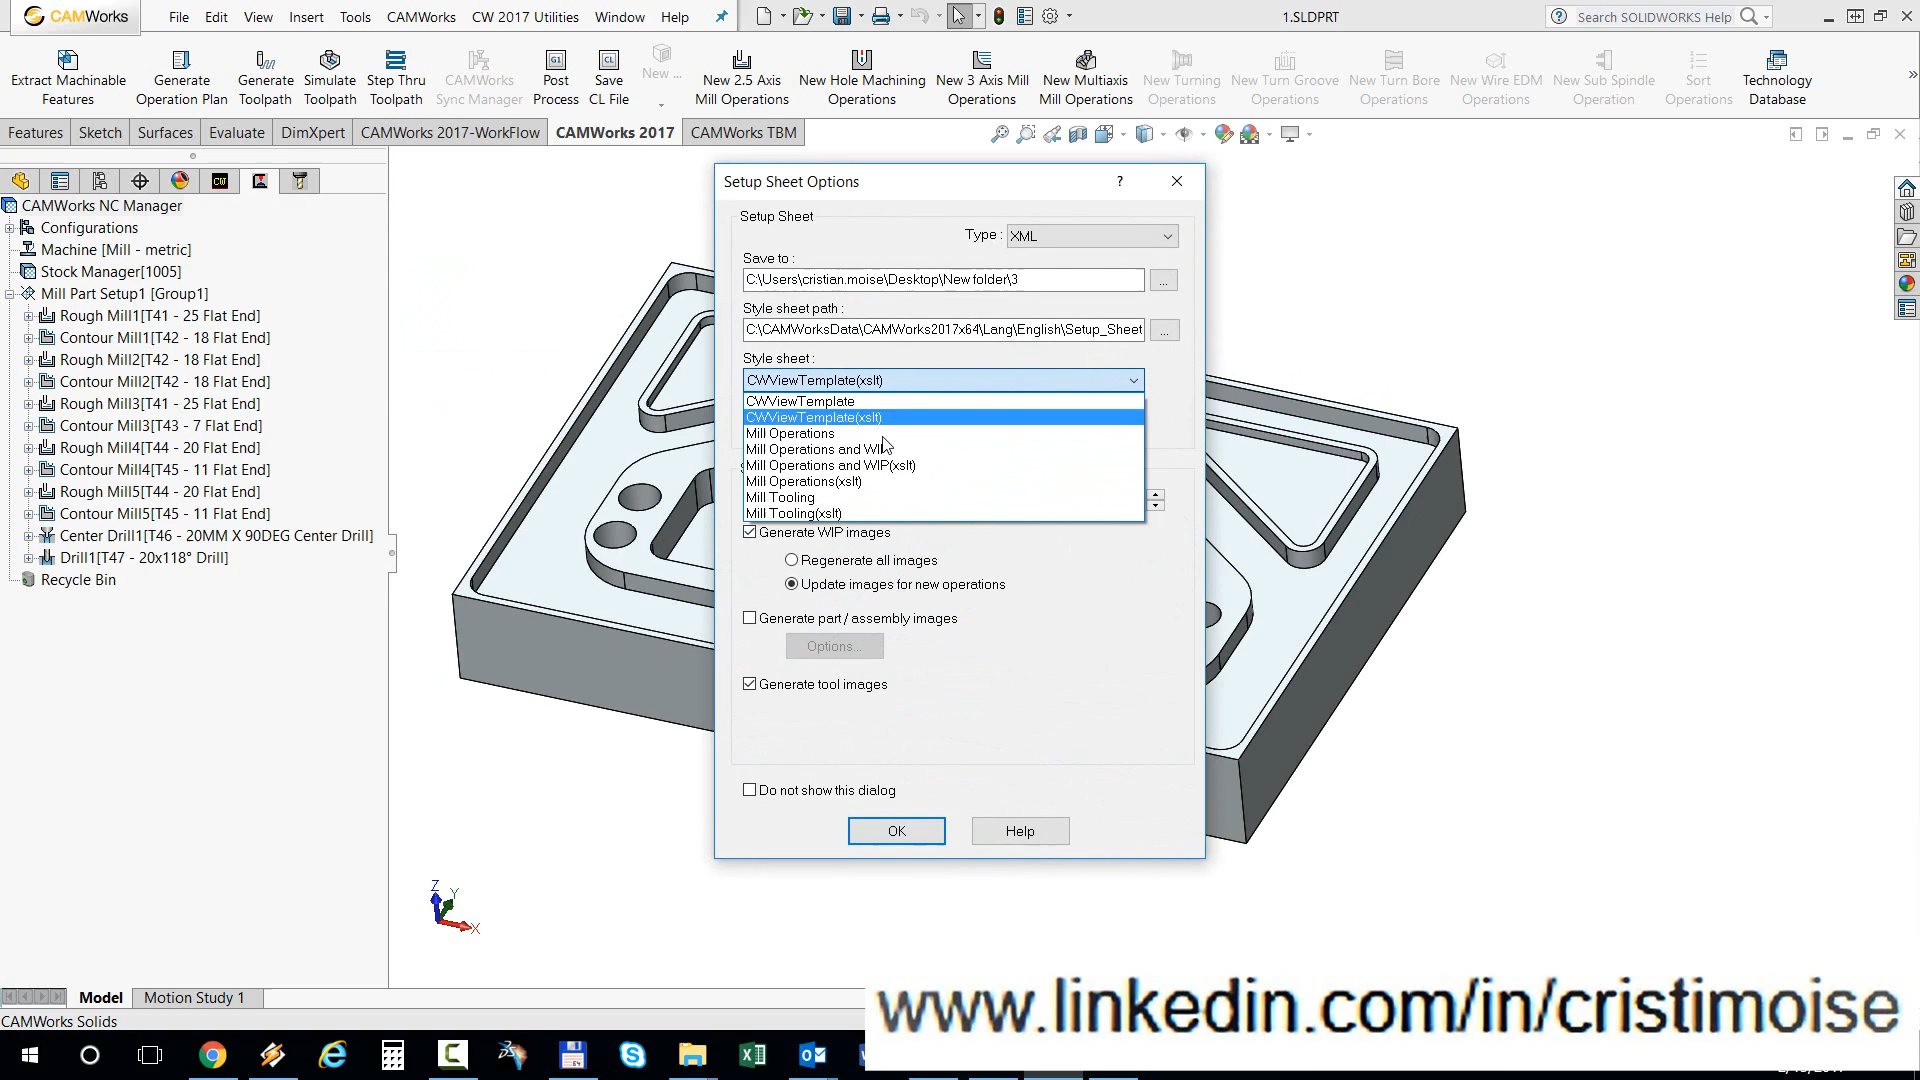 CAMWorks File Edit View Insert Tools CAMWorks CW 2017 Utilities Window Help 1.SLDPRT Search SOLIDWORKS Help
Extract Machinable Features
Generate Operation Plan
Generate Toolpath
Simulate Toolpath
Step Thru Toolpath
CAMWorks Sync Manager
G1 Post Process
CL Save CL File
New ...
New 2.5 Axis Mill Operations
New Hole Machining Operations
New 3 Axis Mill Operations
New Multiaxis Mill Operations
New Turning Operations
New Turn Groove Operations
New Turn Bore Operations
New Wire EDM Operations
New Sub Spindle Operation
Sort Operations
Technology Database
Features Sketch Surfaces Evaluate DimXpert CAMWorks 2017-WorkFlow CAMWorks 2017 CAMWorks TBM
CAMWorks NC Manager
Configurations
Machine [Mill - metric]
Stock Manager[1005]
Mill Part Setup1 [Group1]
Rough Mill1[T41 - 25 Flat End]
Contour Mill1[T42 - 18 Flat End]
Rough Mill2[T42 - 18 Flat End]
Contour Mill2[T42 - 18 Flat End]
Rough Mill3[T41 - 25 Flat End]
Contour Mill3[T43 - 7 Flat End]
Rough Mill4[T44 - 20 Flat End]
Contour Mill4[T45 - 11 Flat End]
Rough Mill5[T44 - 20 Flat End]
Contour Mill5[T45 - 11 Flat End]
Center Drill1[T46 - 20MM X 90DEG Center Drill]
Drill1[T47 - 20x118° Drill]
Recycle Bin
Setup Sheet Options ?
Setup Sheet
Type : XML
Save to :
C:\Users\cristian.moise\Desktop\New folder\3 ...
Style sheet path :
C:\CAMWorksData\CAMWorks2017x64\Lang\English\Setup_Sheet ...
Style sheet :
CWViewTemplate(xslt)
CWViewTemplate
CWViewTemplate(xslt)
Mill Operations
Mill Operations and WIP
Mill Operations and WIP(xslt)
Mill Operations(xslt)
Mill Tooling
Mill Tooling(xslt)
Generate WIP images
Regenerate all images
Update images for new operations
Generate part / assembly images
Options...
Generate tool images
Do not show this dialog
OK Help
Z
Y
X
Model Motion Study 1
CAMWorks Solids
www.linkedin.com/in/cristimoise